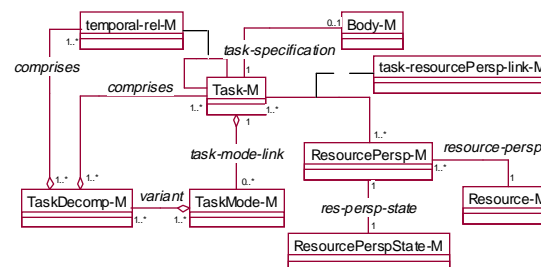 temporal-rel-M
0..1
Body-M
1..*
task-specification
comprises
task-resourcePersp-link-M
comprises
1
Task-M
1..*
1..*
1
1..*
task-mode-link
ResourcePersp-M
resource-persp
1..*
1
1..*
1..*
0..*
1
1
TaskDecomp-M
variant
TaskMode-M
Resource-M
1..*
1..*
res-persp-state
1
ResourcePerspState-M